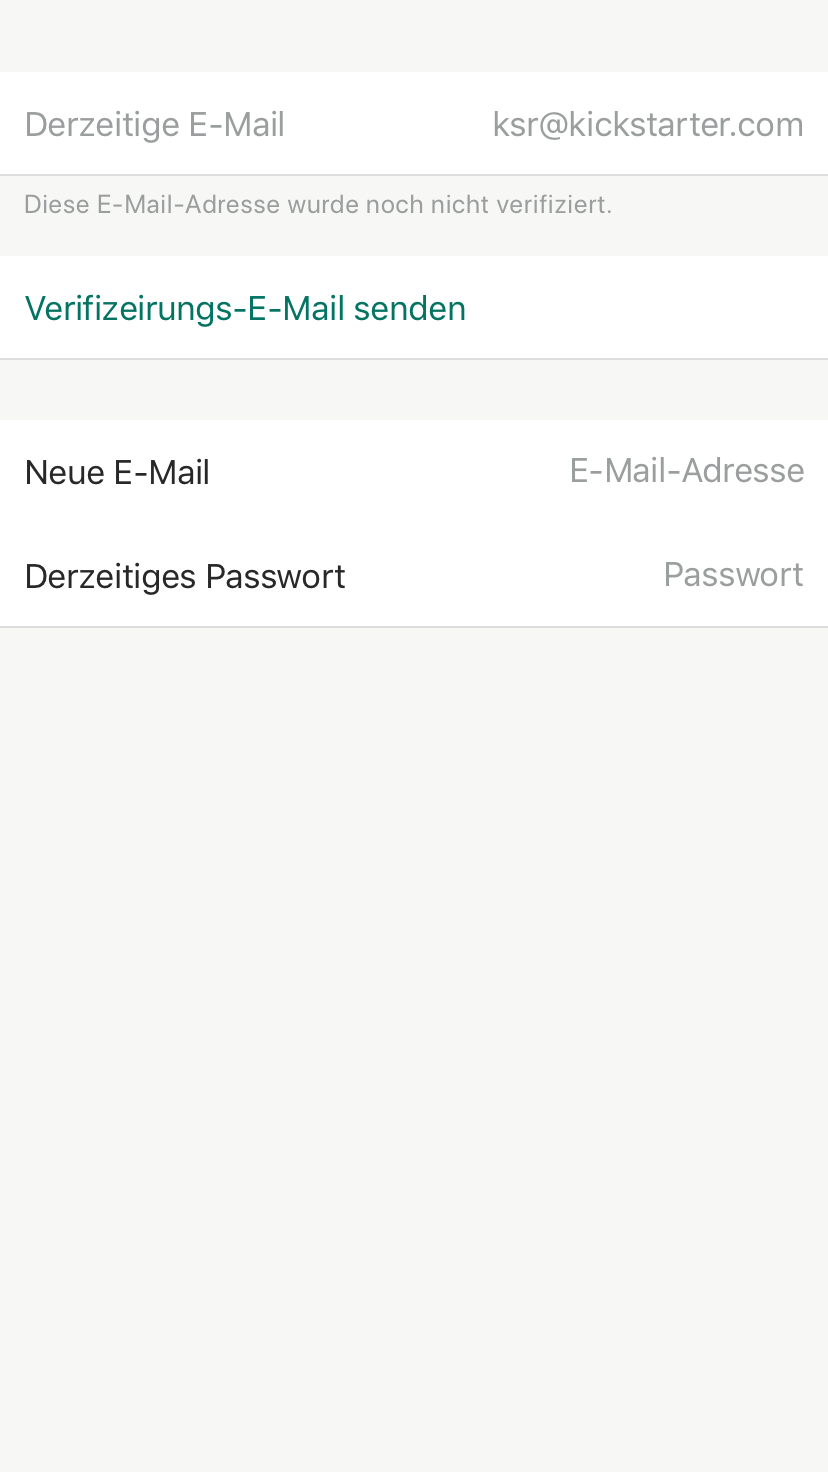 Derzeitige E-Mail ksr@kickstarter.com
Diese E-Mail-Adresse wurde noch nicht verifiziert.
Verifizeirungs-E-Mail senden
Neue E-Mail E-Mail-Adresse
Derzeitiges Passwort Passwort